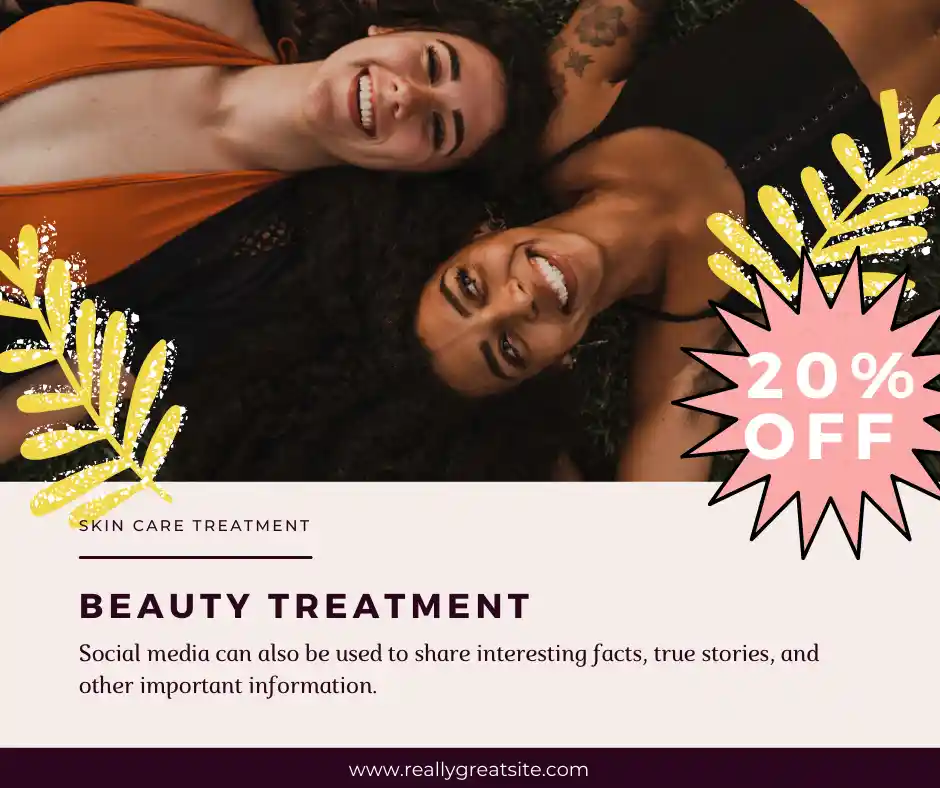 20%
OFF
SKIN CARE TREATMENT
BEAUTY TREATMENT
Social media can also be used to share interesting facts, true stories, and
other important information.
www.reallygreatsite.com